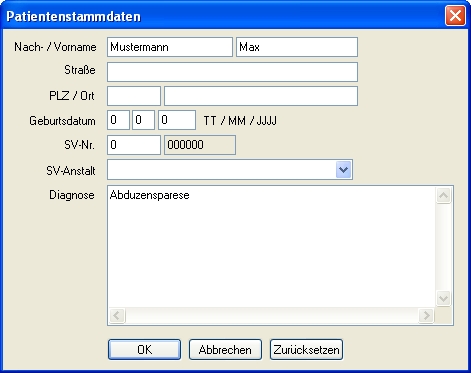 Patientenstammdaten
Nach- / Vorname Mustermann Max
Straße
PLZ / Ort
Geburtsdatum 0 0 0 TT / MM / JJJJ
SV-Nr. 0 000000
SV-Anstalt
Diagnose Abduzensparese
OK Abbrechen Zurücksetzen